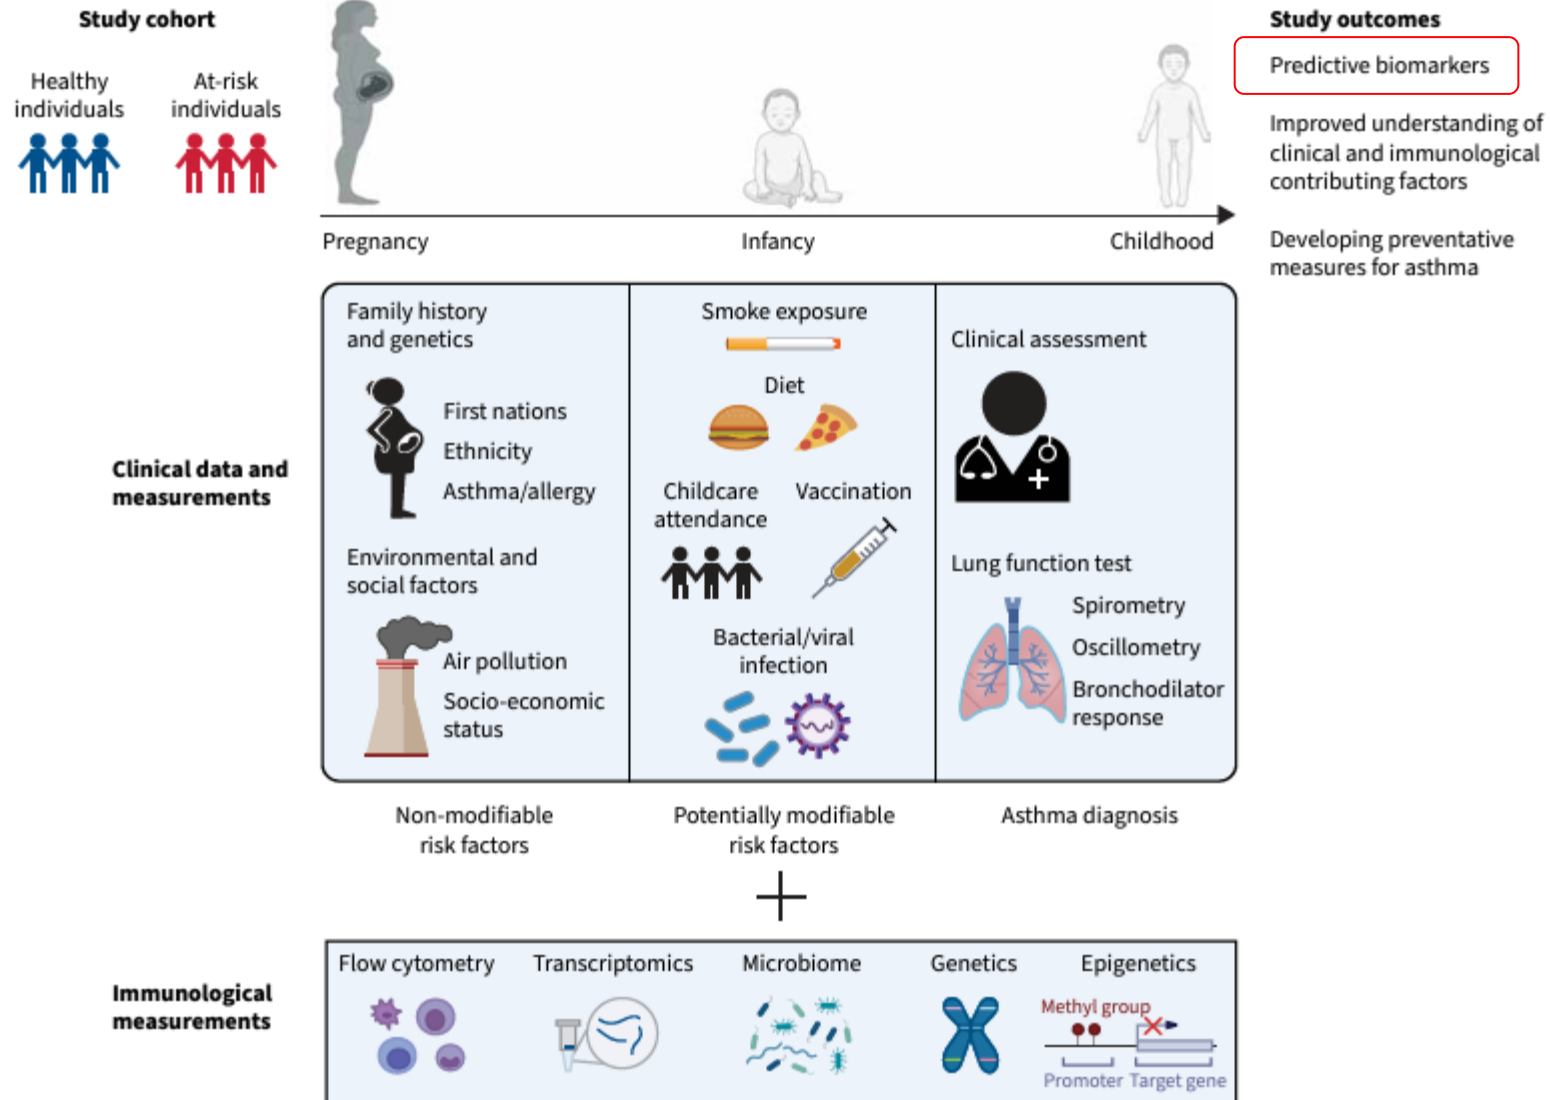 Study cohort
Healthy
individuals
At-risk
individuals
Study outcomes
Predictive biomarkers
Improved understanding of
clinical and immunological
contributing factors
Developing preventative
measures for asthma
Pregnancy
Infancy
Childhood
Clinical data and
measurements
Family history
and genetics
First nations
Ethnicity
Asthma/allergy
Environmental and
social factors
Air pollution
Socio-economic
status
Smoke exposure
Diet
Childcare
attendance
Vaccination
Bacterial/viral
infection
Clinical assessment
Lung function test
Spirometry
Oscillometry
Bronchodilator
response
Non-modifiable
risk factors
Potentially modifiable
risk factors
Asthma diagnosis
Immunological
measurements
Flow cytometry
Transcriptomics
Microbiome
Genetics
Epigenetics
Methyl group
Promoter
Target gene